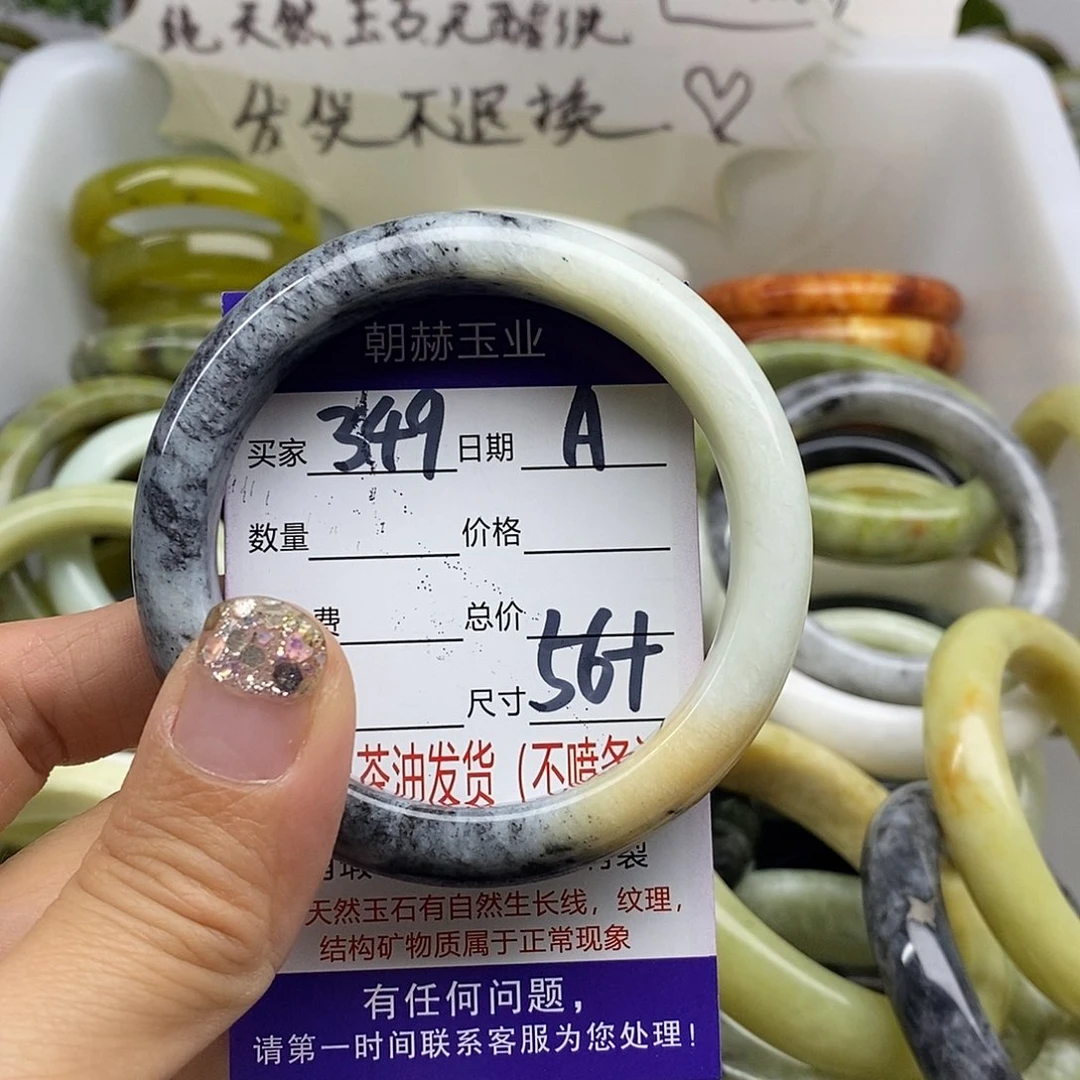 纯天然玉石无酸洗
发货不退换
朝赫玉业
买家 349 日期 A
数量 价格
费 总价
尺寸 56+
茶油发货(不喷
天然玉石有自然生长线,纹理,
结构矿物质属于正常现象
有任何问题,
请第一时间联系客服为您处理!